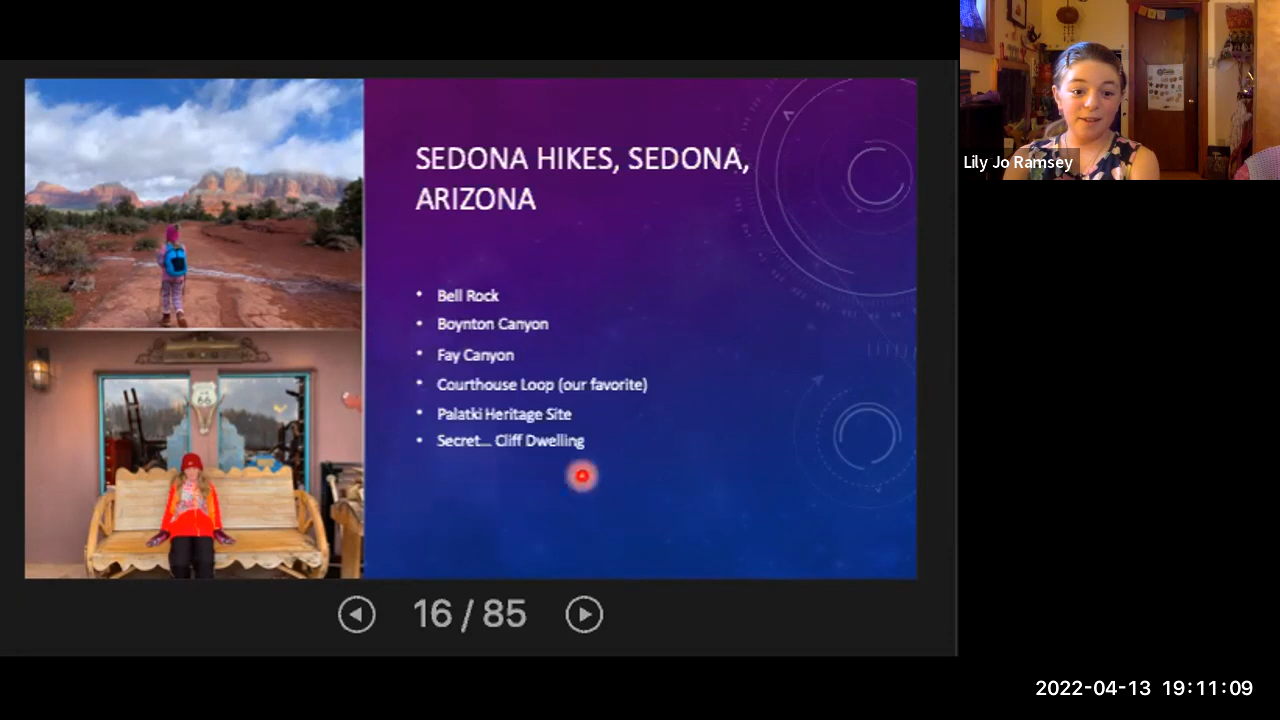 SEDONA HIKES, SEDONA,
ARIZONA
• Bell Rock
• Boynton Canyon
• Fay Canyon
• Courthouse Loop (our favorite)
• Palatki Heritage Site
• Secret... Cliff Dwelling
16 / 85
Lily Jo Ramsey
2022-04-13 19:11:09